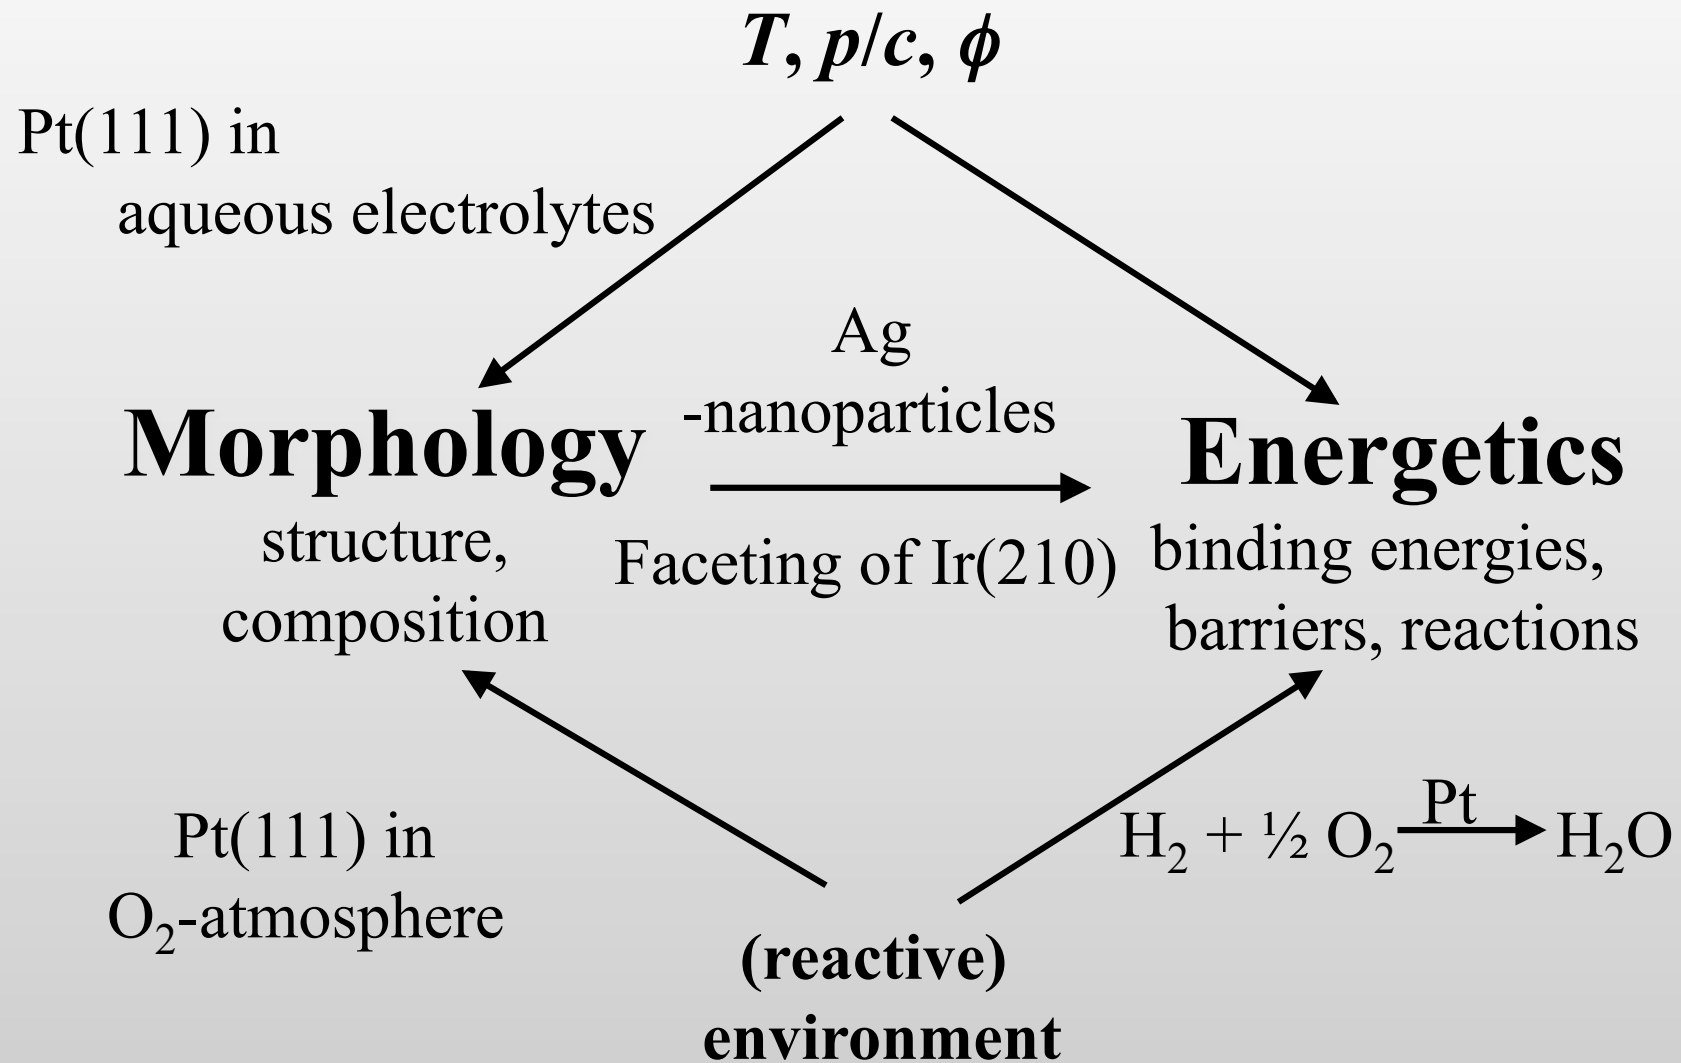 T, p/c, ϕ
Pt(111) in
aqueous electrolytes
Ag
-nanoparticles
Morphology
Energetics
structure,
composition
Faceting of Ir(210)
binding energies,
barriers, reactions
Pt(111) in
O₂-atmosphere
Pt
H₂ + ½ O₂ H₂O
(reactive)
environment